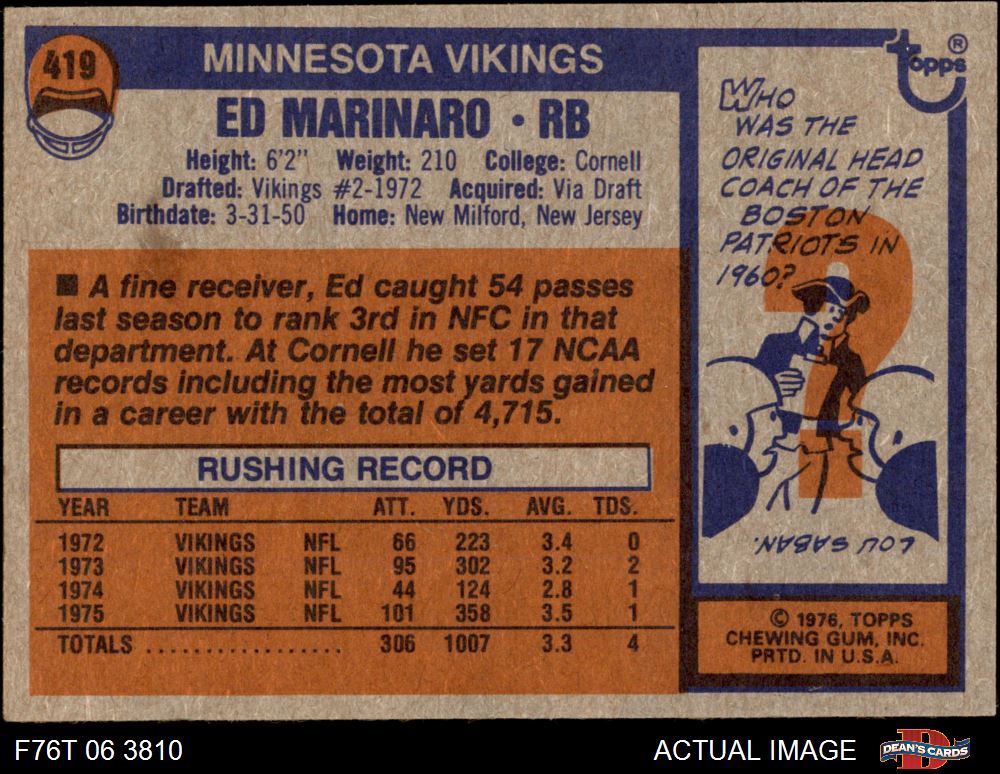 419
MINNESOTA VIKINGS
ED MARINARO • RB
Height: 6'2" Weight: 210 College: Cornell
Drafted: Vikings #2-1972 Acquired: Via Draft
Birthdate: 3-31-50 Home: New Milford, New Jersey
■ A fine receiver, Ed caught 54 passes
last season to rank 3rd in NFC in that
department. At Cornell he set 17 NCAA
records including the most yards gained
in a career with the total of 4,715.
RUSHING RECORD
YEAR TEAM ATT. YDS. AVG. TDS.
1972 VIKINGS NFL 66 223 3.4 0
1973 VIKINGS NFL 95 302 3.2 2
1974 VIKINGS NFL 44 124 2.8 1
1975 VIKINGS NFL 101 358 3.5 1
TOTALS ................. 306 1007 3.3 4
topps ®
WHO
WAS THE
ORIGINAL HEAD
COACH OF THE
BOSTON
PATRIOTS IN
1960?
?
LOU SABAN.
© 1976, TOPPS
CHEWING GUM, INC.
PRTD. IN U.S.A.
F76T 06 3810
ACTUAL IMAGE
DEAN'S CARDS